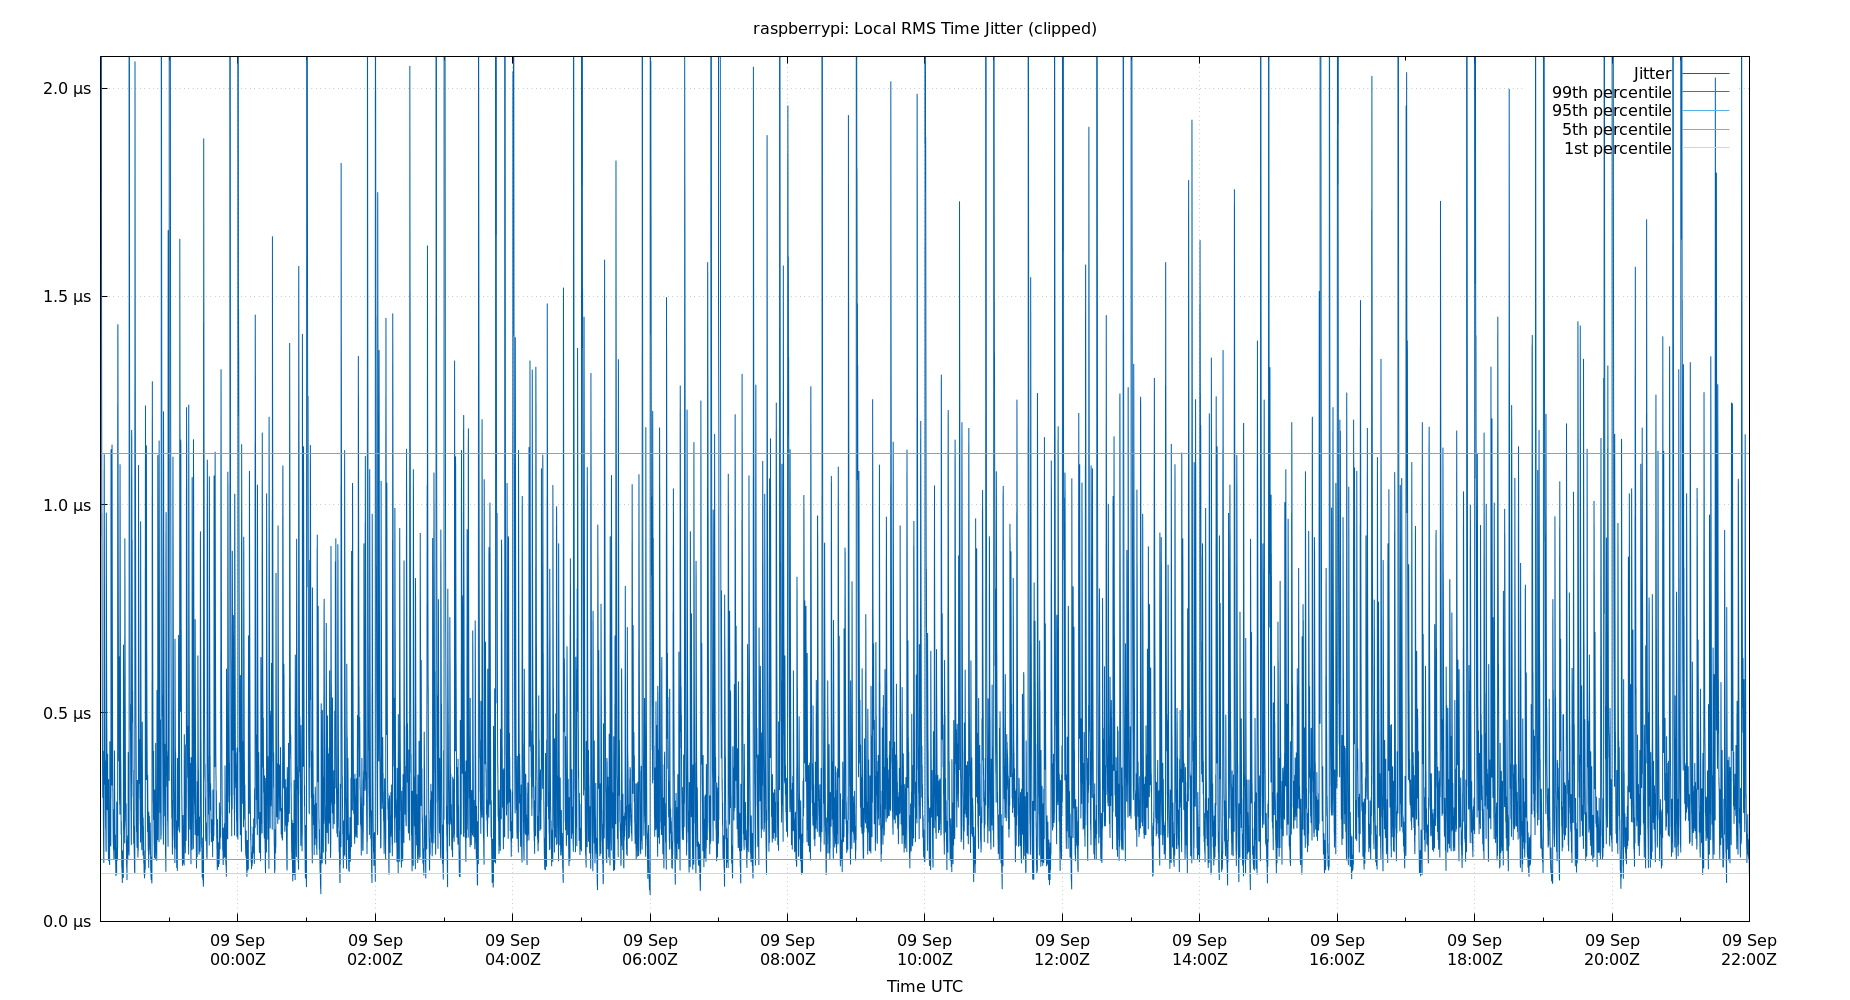 raspberrypi: Local RMS Time Jitter (clipped)
2.0 µs
1.5 µs
1.0 µs
0.5 µs
0.0 µs
Jitter
99th percentile
95th percentile
5th percentile
1st percentile
09 Sep 09 Sep 09 Sep 09 Sep 09 Sep 09 Sep 09 Sep 09 Sep 09 Sep 09 Sep 09 Sep 09 Sep
00:00Z 02:00Z 04:00Z 06:00Z 08:00Z 10:00Z 12:00Z 14:00Z 16:00Z 18:00Z 20:00Z 22:00Z
Time UTC